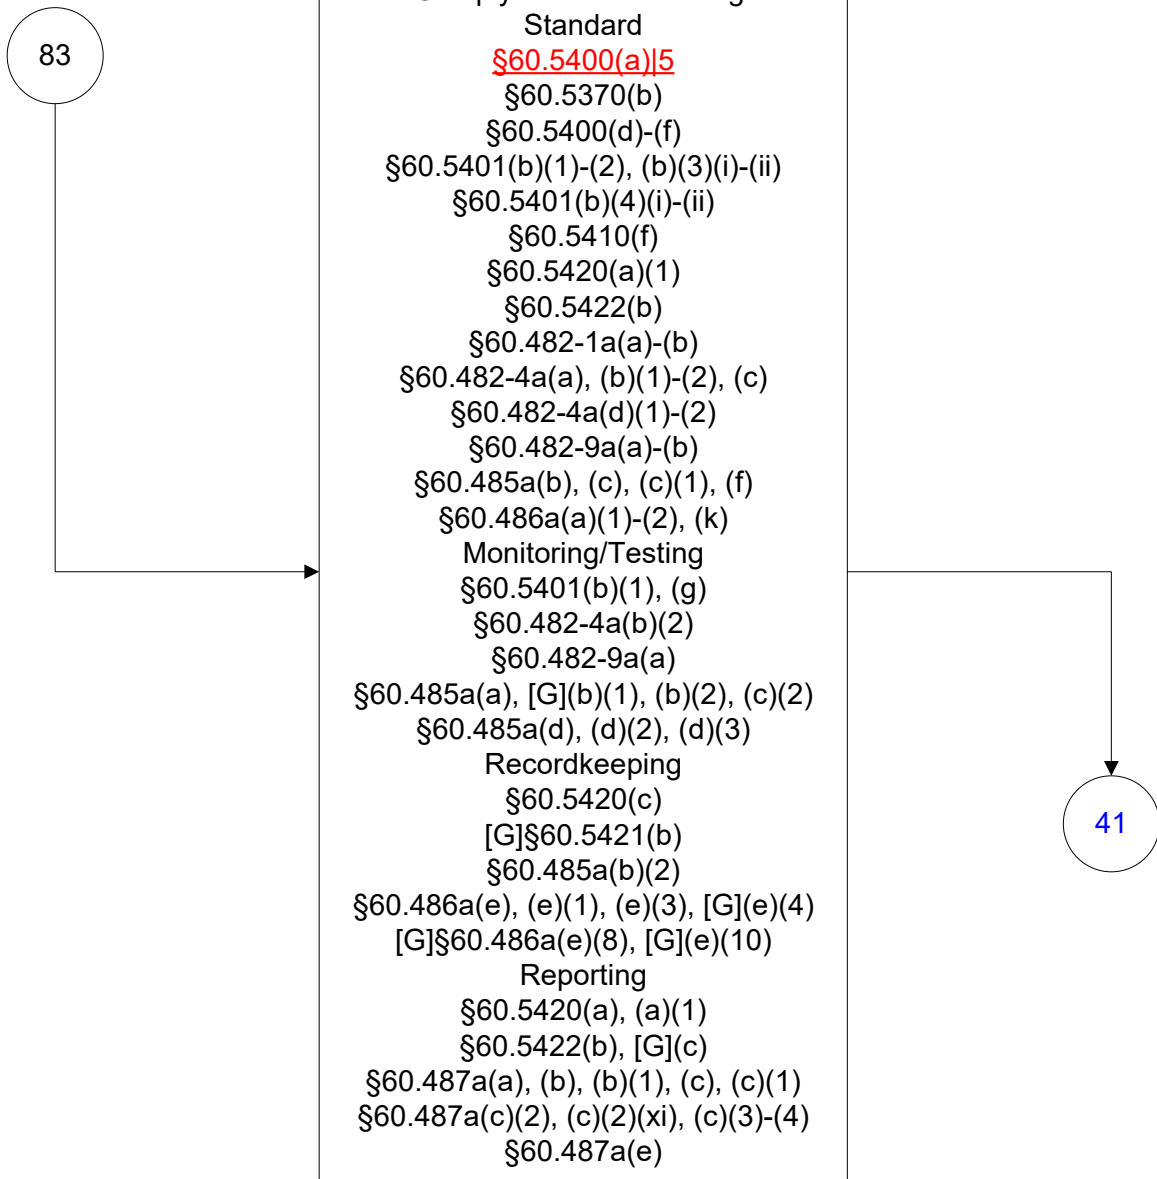 83
Standard
§60.5400(a)|5
§60.5370(b)
§60.5400(d)-(f)
§60.5401(b)(1)-(2), (b)(3)(i)-(ii)
§60.5401(b)(4)(i)-(ii)
§60.5410(f)
§60.5420(a)(1)
§60.5422(b)
§60.482-1a(a)-(b)
§60.482-4a(a), (b)(1)-(2), (c)
§60.482-4a(d)(1)-(2)
§60.482-9a(a)-(b)
§60.485a(b), (c), (c)(1), (f)
§60.486a(a)(1)-(2), (k)
Monitoring/Testing
§60.5401(b)(1), (g)
§60.482-4a(b)(2)
§60.482-9a(a)
§60.485a(a), [G](b)(1), (b)(2), (c)(2)
§60.485a(d), (d)(2), (d)(3)
Recordkeeping
§60.5420(c)
[G]§60.5421(b)
§60.485a(b)(2)
§60.486a(e), (e)(1), (e)(3), [G](e)(4)
[G]§60.486a(e)(8), [G](e)(10)
Reporting
§60.5420(a), (a)(1)
§60.5422(b), [G](c)
§60.487a(a), (b), (b)(1), (c), (c)(1)
§60.487a(c)(2), (c)(2)(xi), (c)(3)-(4)
§60.487a(e)
41